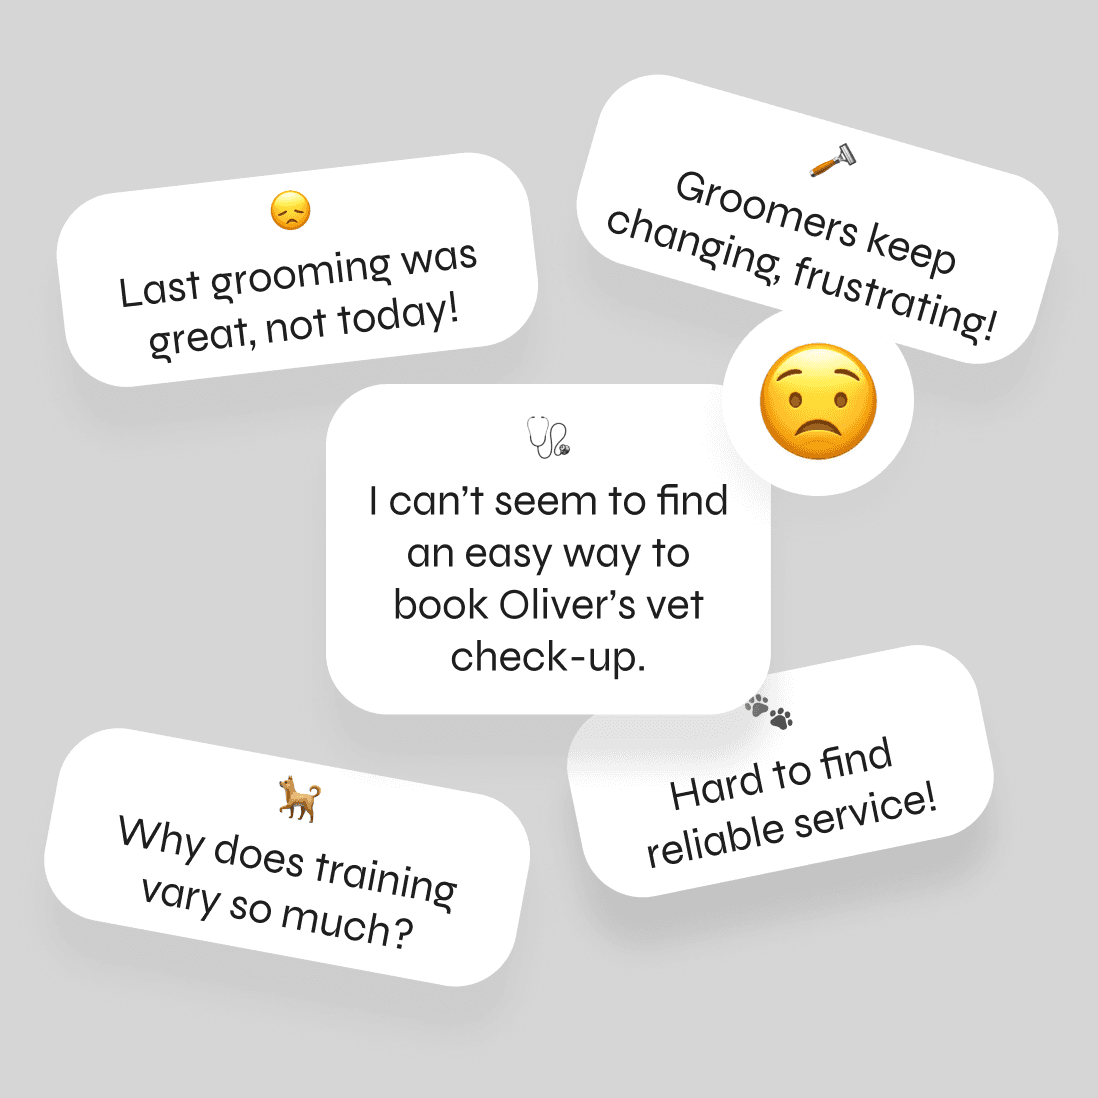 Last grooming was
great, not today!
Groomers keep
changing, frustrating!
I can’t seem to find
an easy way to
book Oliver’s vet
check-up.
Hard to find
reliable service!
Why does training
vary so much?